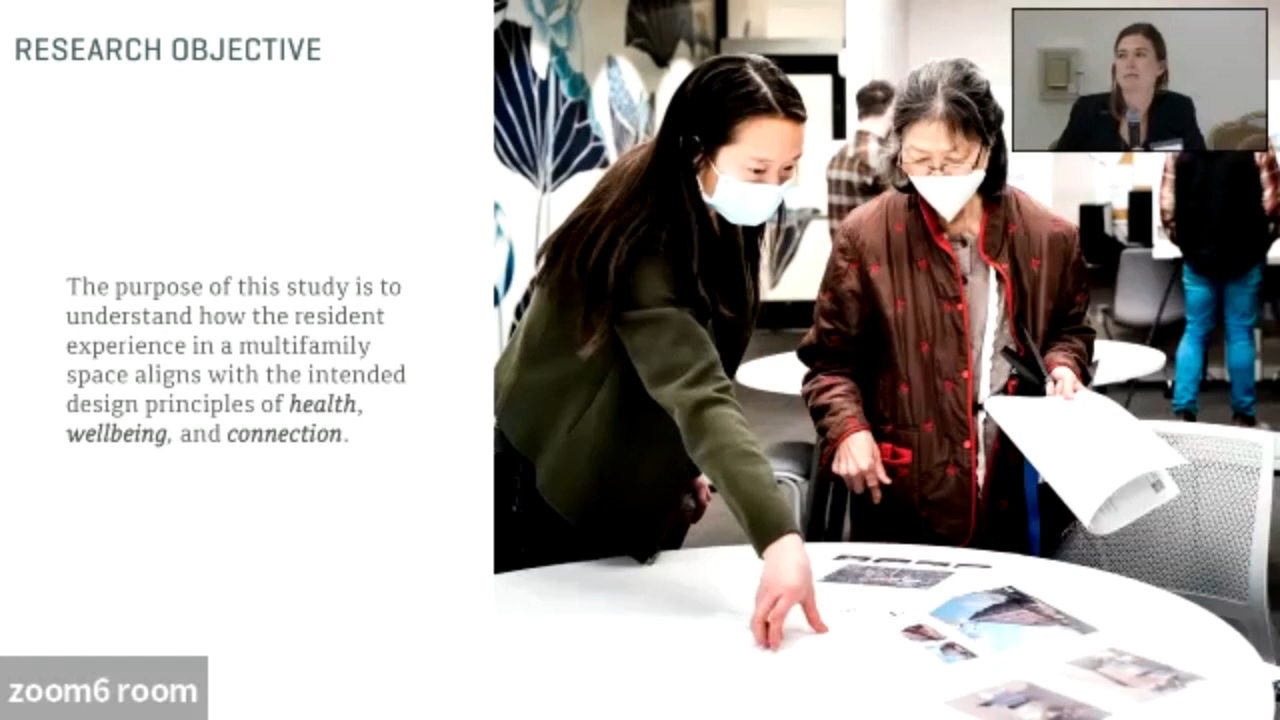 RESEARCH OBJECTIVE
The purpose of this study is to
understand how the resident
experience in a multifamily
space aligns with the intended
design principles of health,
wellbeing, and connection.
zoom6 room